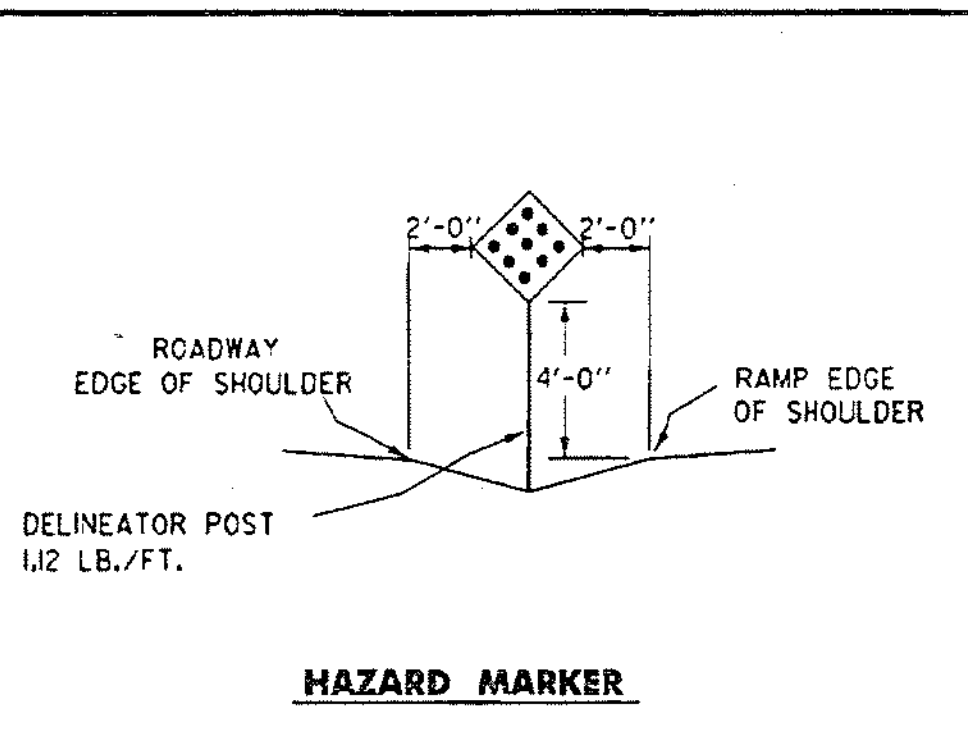 2'-0" 2'-0"
ROADWAY
EDGE OF SHOULDER
4'-0"
RAMP EDGE
OF SHOULDER
DELINEATOR POST
1.12 LB./FT.
HAZARD MARKER